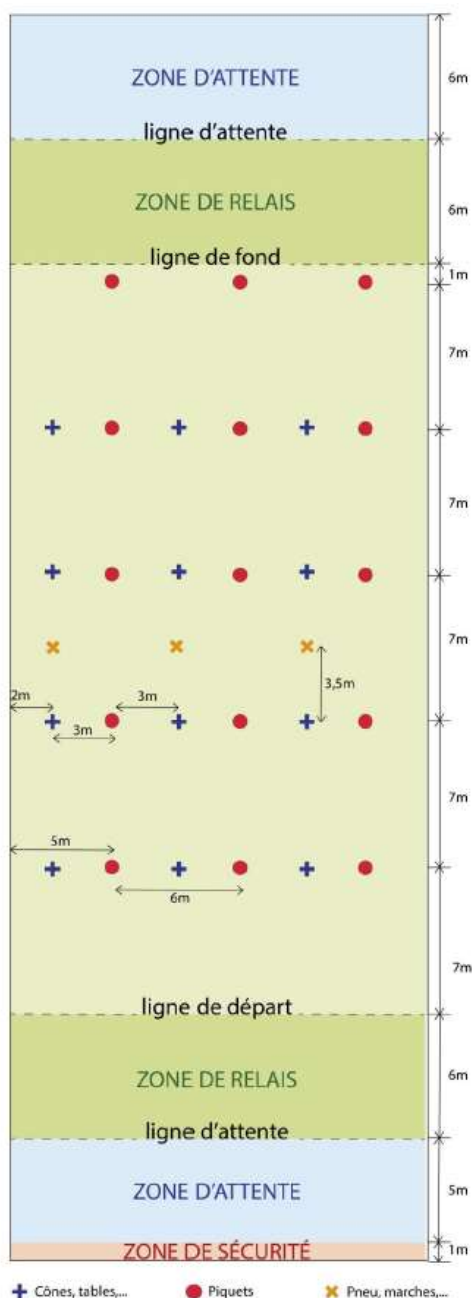 ZONE D'ATTENTE
6m
ligne d'attente
ZONE DE RELAIS
6m
ligne de fond
1m
7m
7m
7m
3,5m
2m
3m
3m
7m
5m
6m
7m
ligne de départ
ZONE DE RELAIS
6m
ligne d'attente
ZONE D'ATTENTE
5m
ZONE DE SÉCURITÉ
1m
Cônes, tables,... Piquets Pneu, marches,...